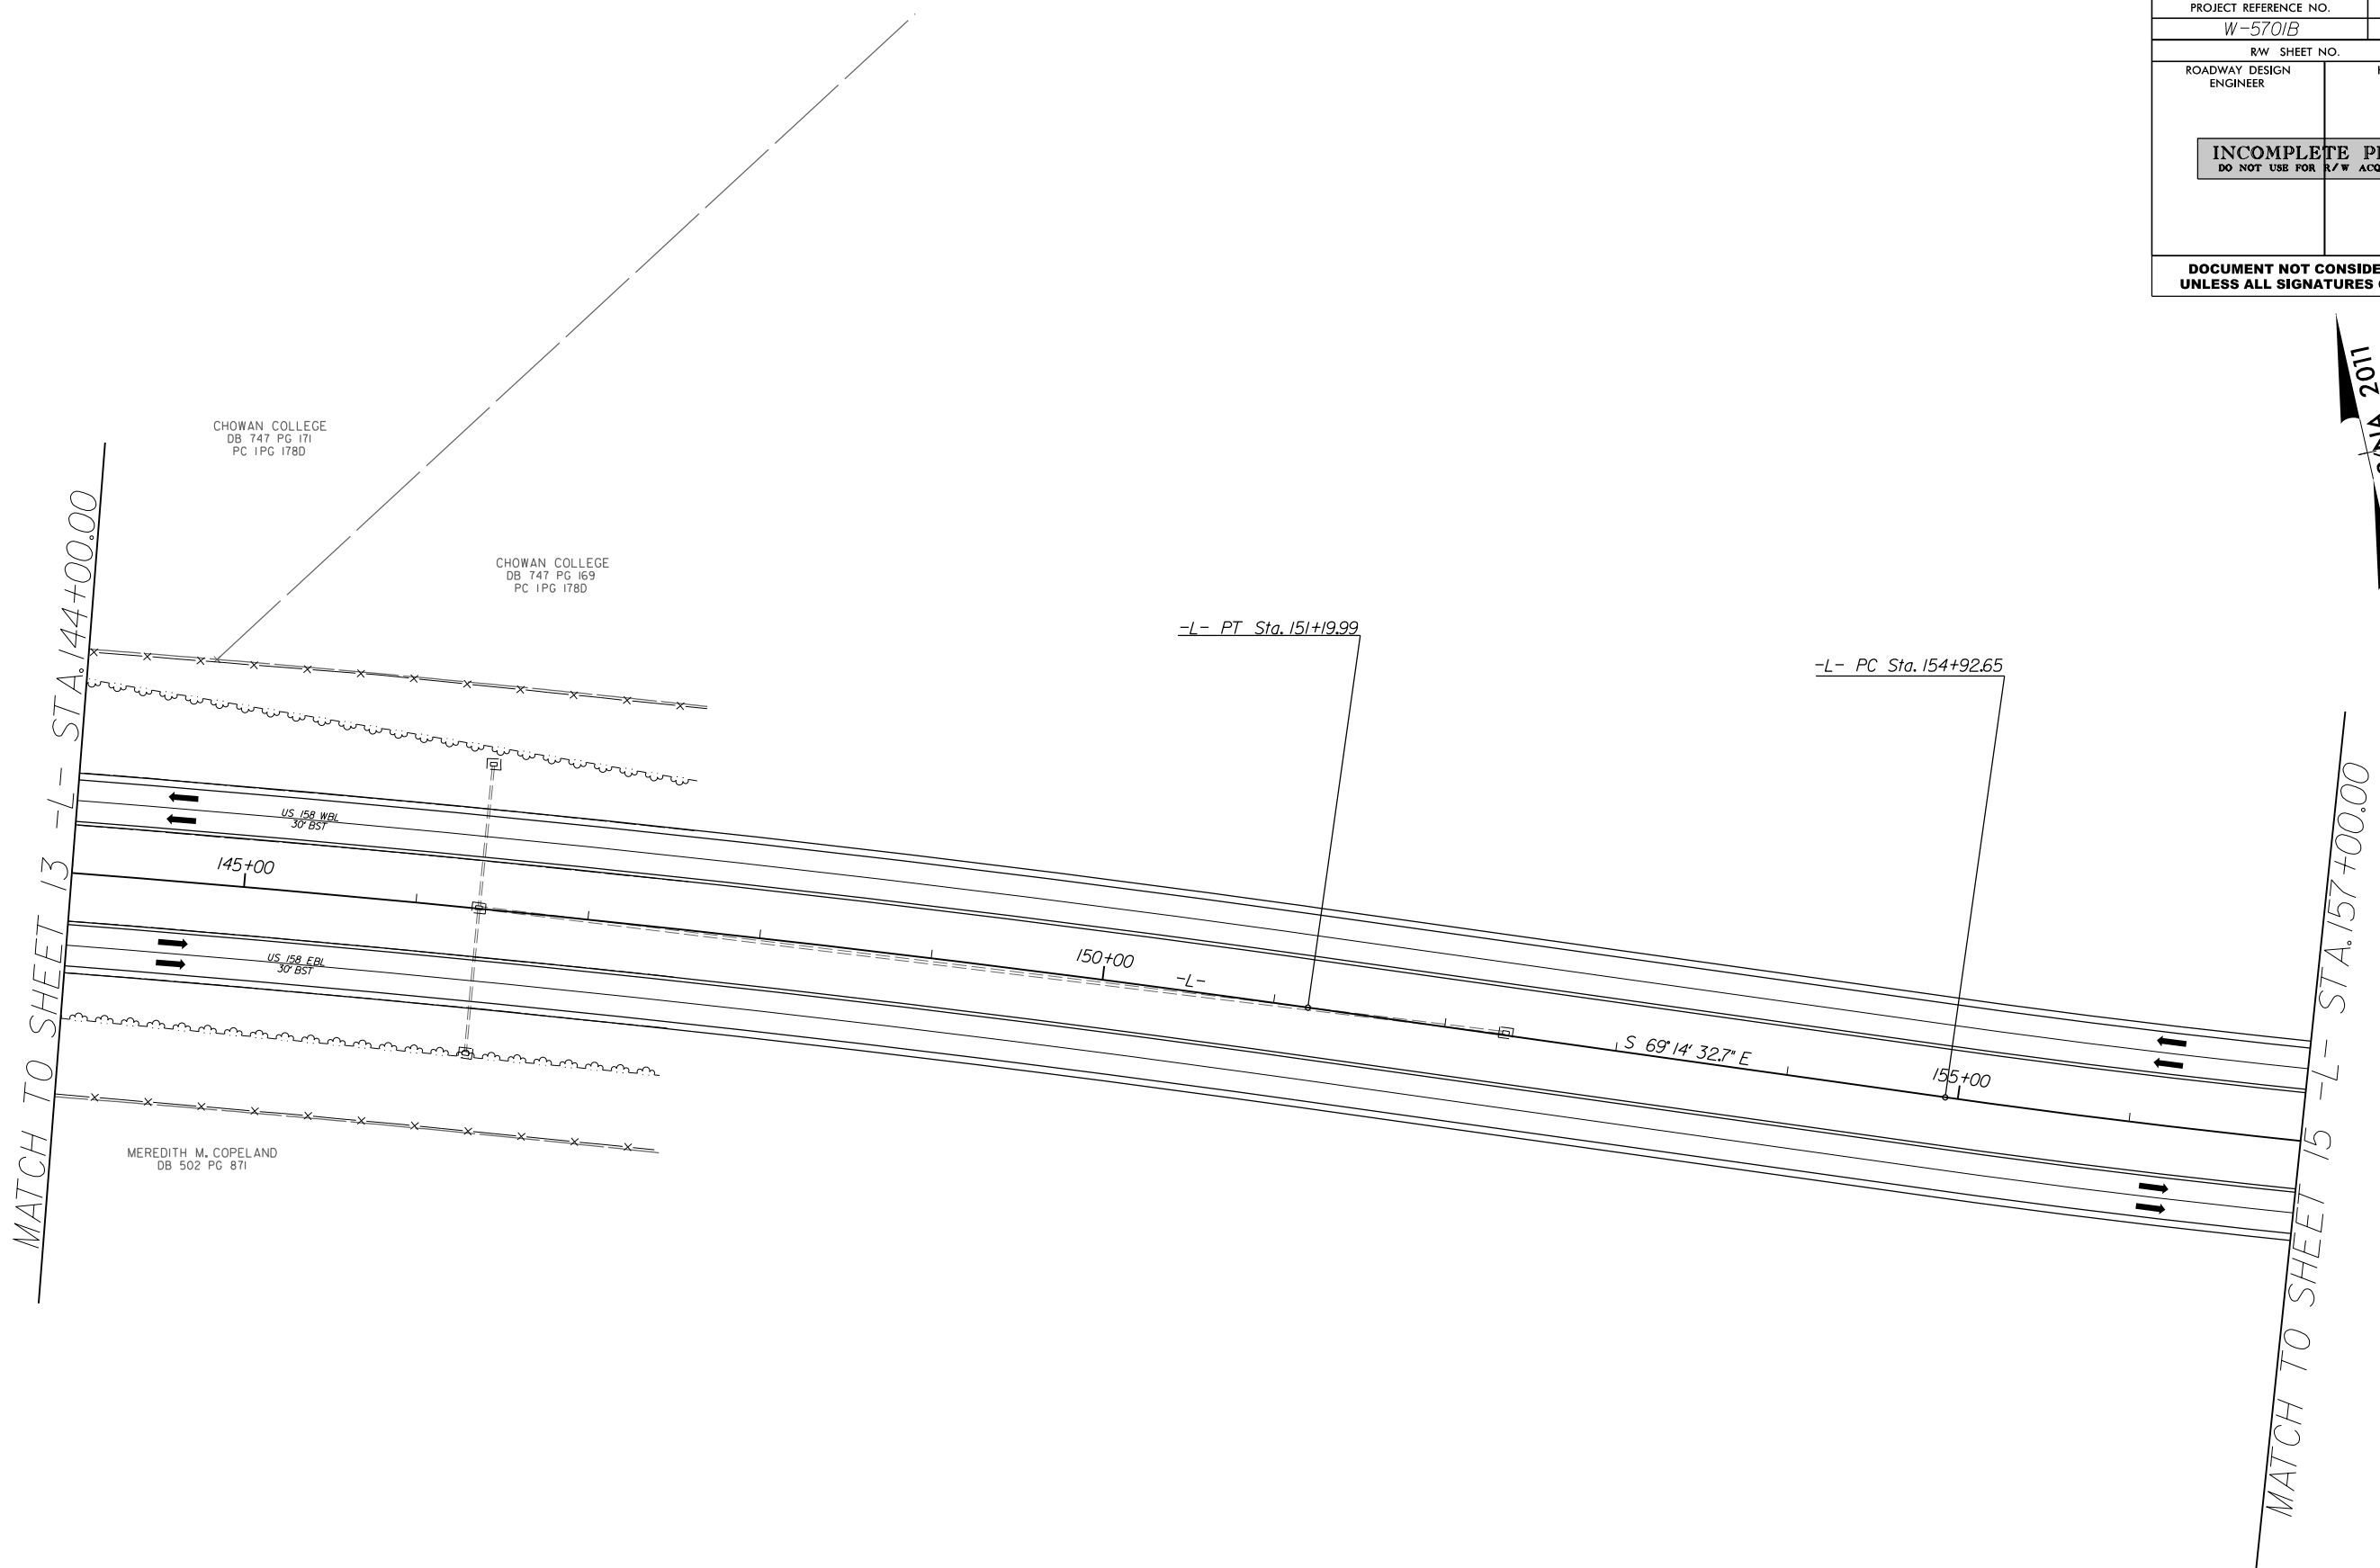 PROJECT REFERENCE NO.
W-5701B
RW SHEET NO.
ROADWAY DESIGN
ENGINEER
INCOMPLETE
DO NOT USE FOR R/W
DOCUMENT NOT
UNLESS ALL SIGNATURES
2011
CHOWAN COLLEGE
DB 747 PG 171
PC 1 PG 178D
CHOWAN COLLEGE
DB 747 PG 169
PC 1 PG 178D
-L- PT Sta. 151+19.99
-L- PC Sta. 154+92.65
MATCH TO SHEET 13 -L- STA. 144+00.00
US 158 WBL
30' BST
145+00
US 158 EBL
30' BST
150+00
-L-
S 69° 14' 32.7" E
155+00
MEREDITH M. COPELAND
DB 502 PG 871
MATCH TO SHEET 15 -L- STA. 157+00.00